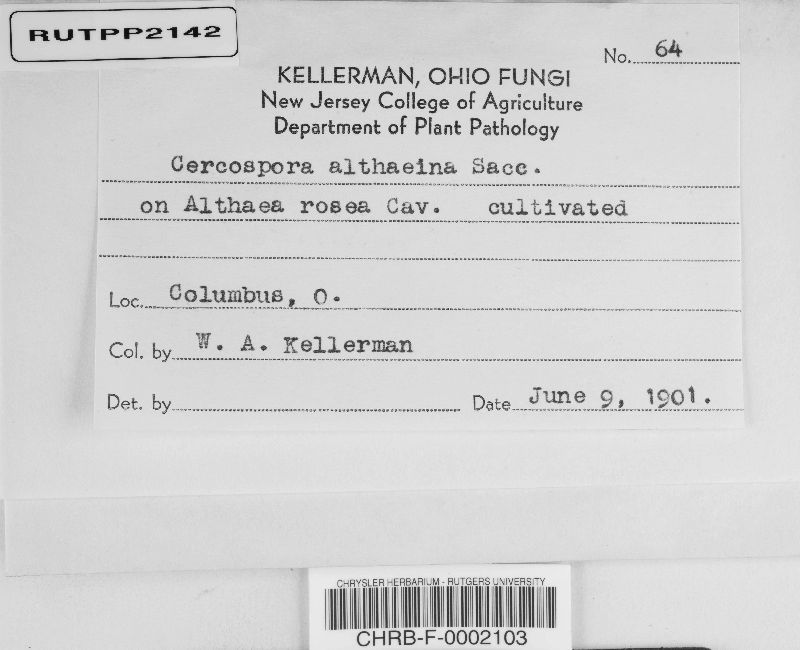 RUTPP2142
No. 64
KELLERMAN, OHIO FUNGI
New Jersey College of Agriculture
Department of Plant Pathology
Cercospora althaeina Sacc.
on Althaea rosea Cav. cultivated
Loc. Columbus, O.
Col. by W. A. Kellerman
Det. by
Date June 9, 1901.
CHRYSLER HERBARIUM - RUTGERS UNIVERSITY
CHRB-F-0002103